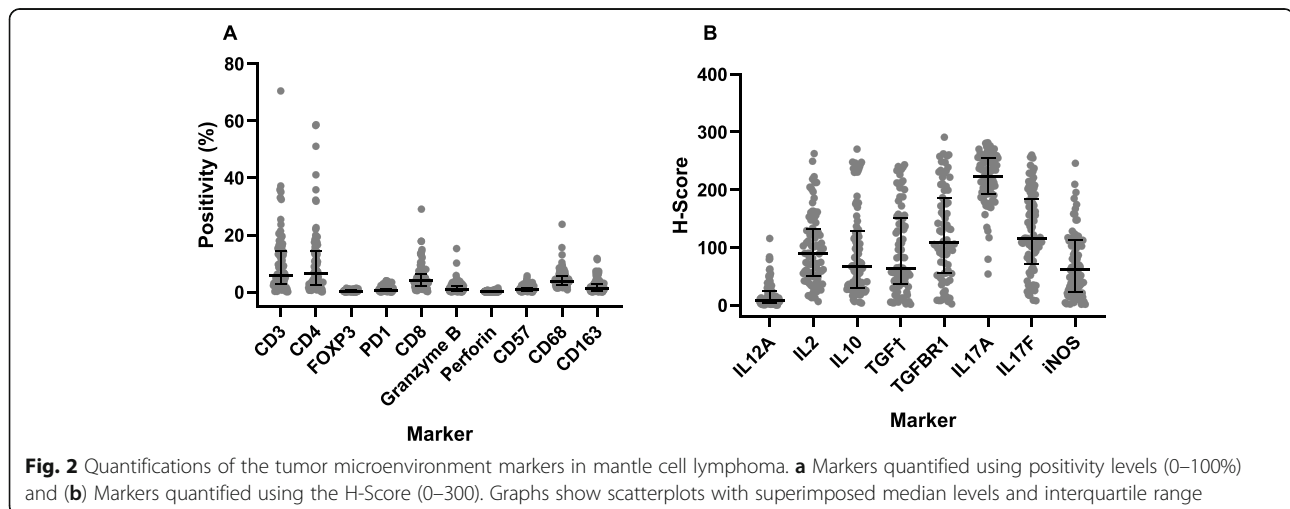 A
80
60
40
20
0
Positivity (%)
CD3
CD4
FOXP3
PD1
CD8
Granzyme B
Perforin
CD57
CD68
CD163
Marker
B
400
300
200
100
0
H-Score
IL12A
IL2
IL10
TGF†
TGFBR1
IL17A
IL17F
iNOS
Marker
Fig. 2 Quantifications of the tumor microenvironment markers in mantle cell lymphoma. a Markers quantified using positivity levels (0–100%)
and (b) Markers quantified using the H-Score (0–300). Graphs show scatterplots with superimposed median levels and interquartile range